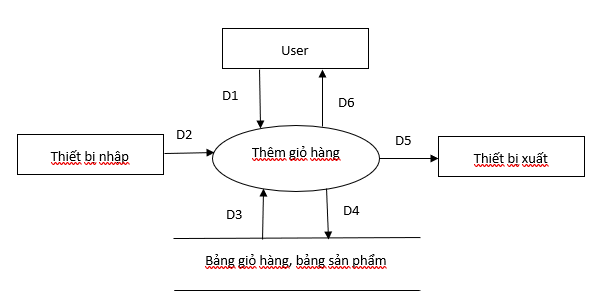 User
D1
D6
D2
D5
Thiết bị nhâp
Thêm giỏ hàng
Thiết bị xuất
D3
D4
Bảng giỏ hàng, bảng sản phẩm